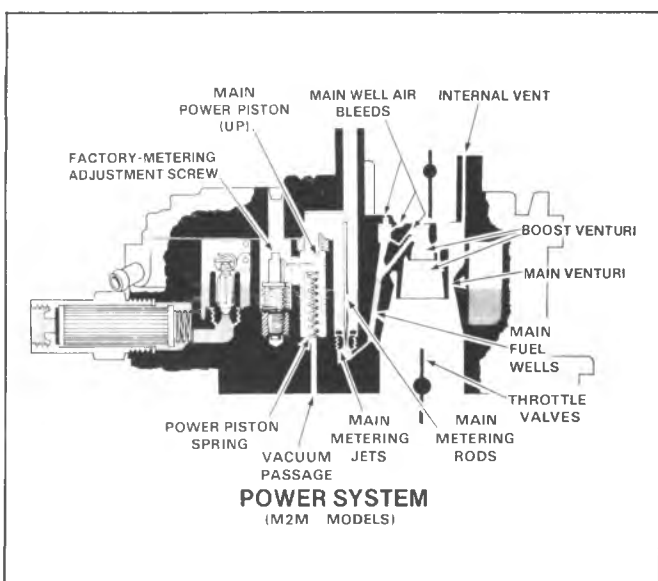 MAIN
POWER PISTON
(UP).
MAIN WELL AIR
BLEEDS
INTERNAL VENT
FACTORY-METERING
ADJUSTMENT SCREW
BOOST VENTURI
MAIN VENTURI
MAIN
FUEL
WELLS
THROTTLE
VALVES
POWER PISTON
SPRING
VACUUM
PASSAGE
MAIN
METERING
JETS
MAIN
METERING
RODS
POWER SYSTEM
(M2M MODELS)